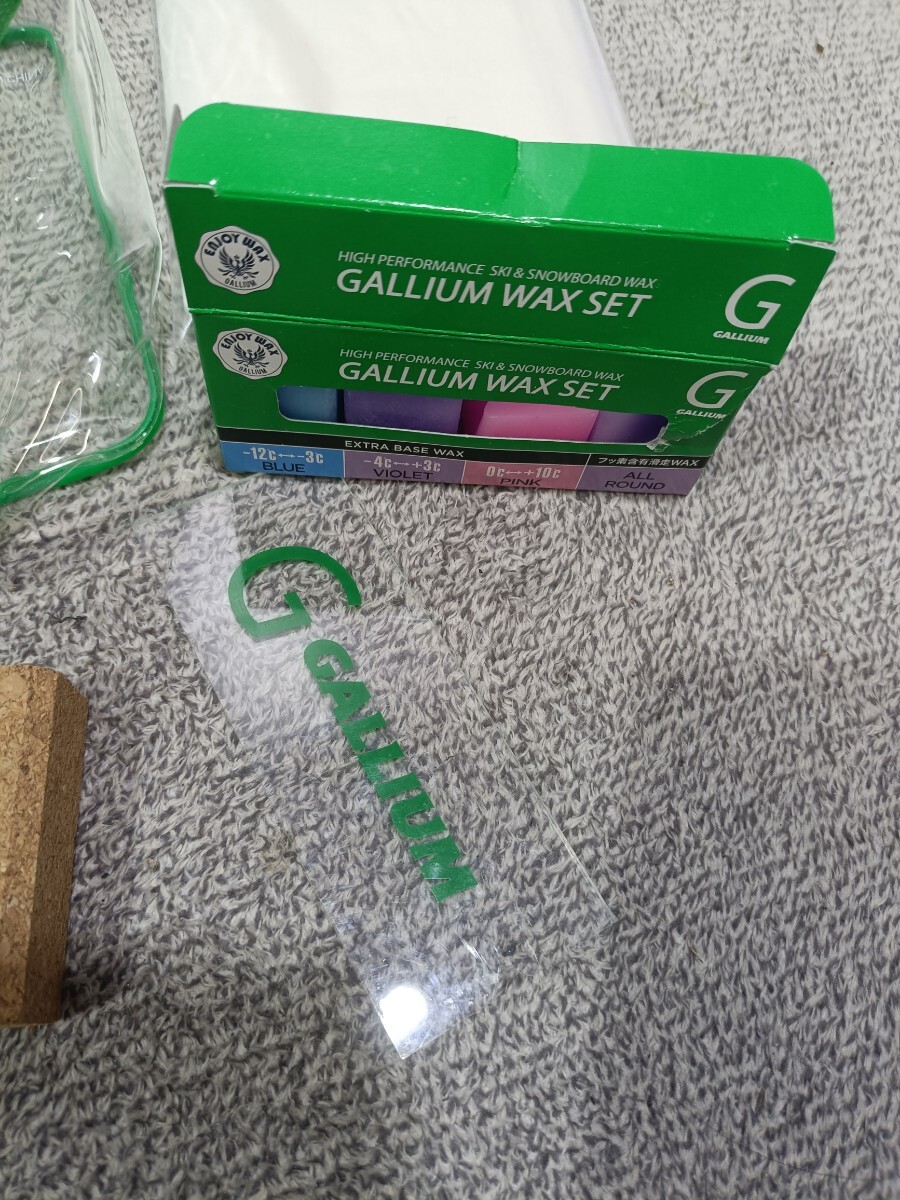 ENJOY WAX
GALLIUM
HIGH PERFORMANCE SKI & SNOWBOARD WAX
GALLIUM WAX SET
G
GALLIUM
ENJOY WAX
GALLIUM
HIGH PERFORMANCE SKI & SNOWBOARD WAX
GALLIUM WAX SET
G
GALLIUM
EXTRA BASE WAX
フッ素含有滑走WAX
-12c↔-3c
BLUE
-4c↔+3c
VIOLET
0c↔+10c
PINK
ALL
ROUND
G
GALLIUM